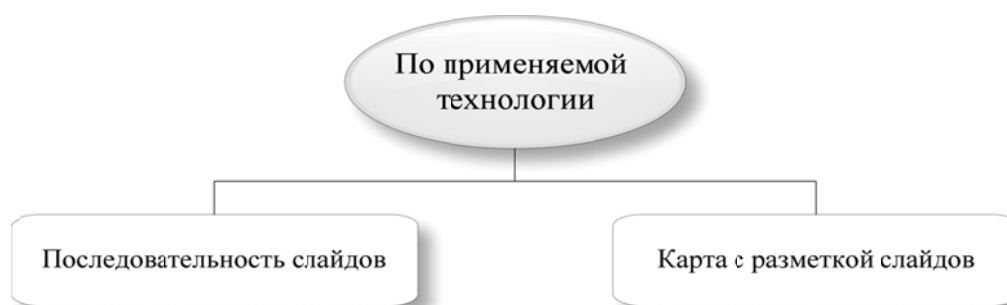 По применяемой
технологии
Последовательность слайдов
Карта с разметкой слайдов